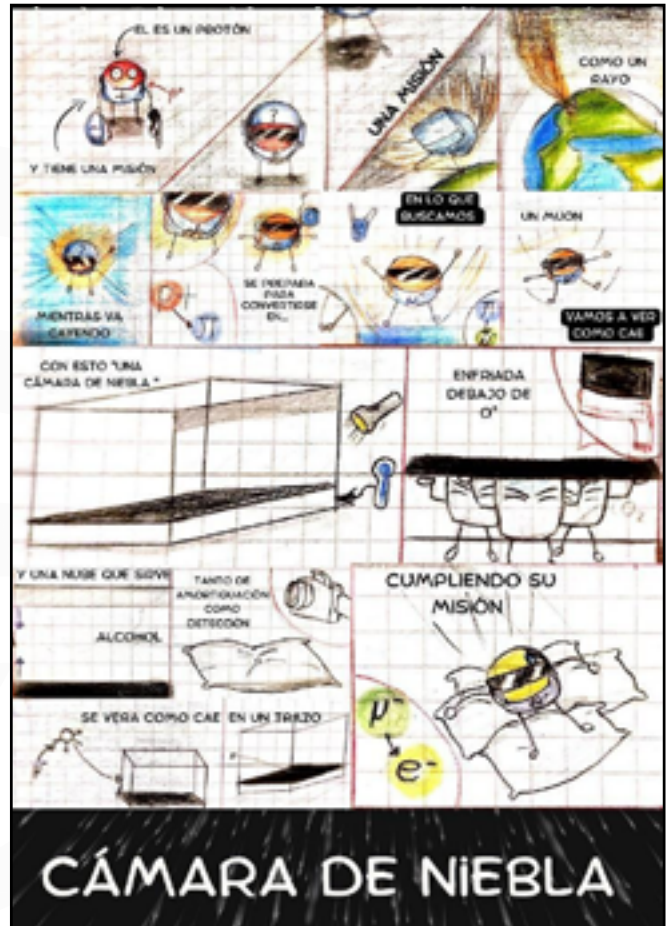 EL ES UN PROTÓN
Y TIENE UNA MISIÓN
?
UNA MISIÓN
COMO UN
RAYO
MIENTRAS VA
CAYENDO
SE PREPARA
PARA
CONVERTIRSE
EN...
EN LO QUE
BUSCAMOS
UN MUON
VAMOS A VER
COMO CAE
CON ESTO "UNA
CÁMARA DE NIEBLA"
ENFRIADA
DEBAJO DE
0°
Y UNA NUBE QUE SIRVE
ALCOHOL
TANTO DE
AMORTIGUACIÓN
COMO
DETECCIÓN
CUMPLIENDO SU
MISIÓN
μ-
e-
SE VERA COMO CAE EN UN TRAZO
CÁMARA DE NiEBLA